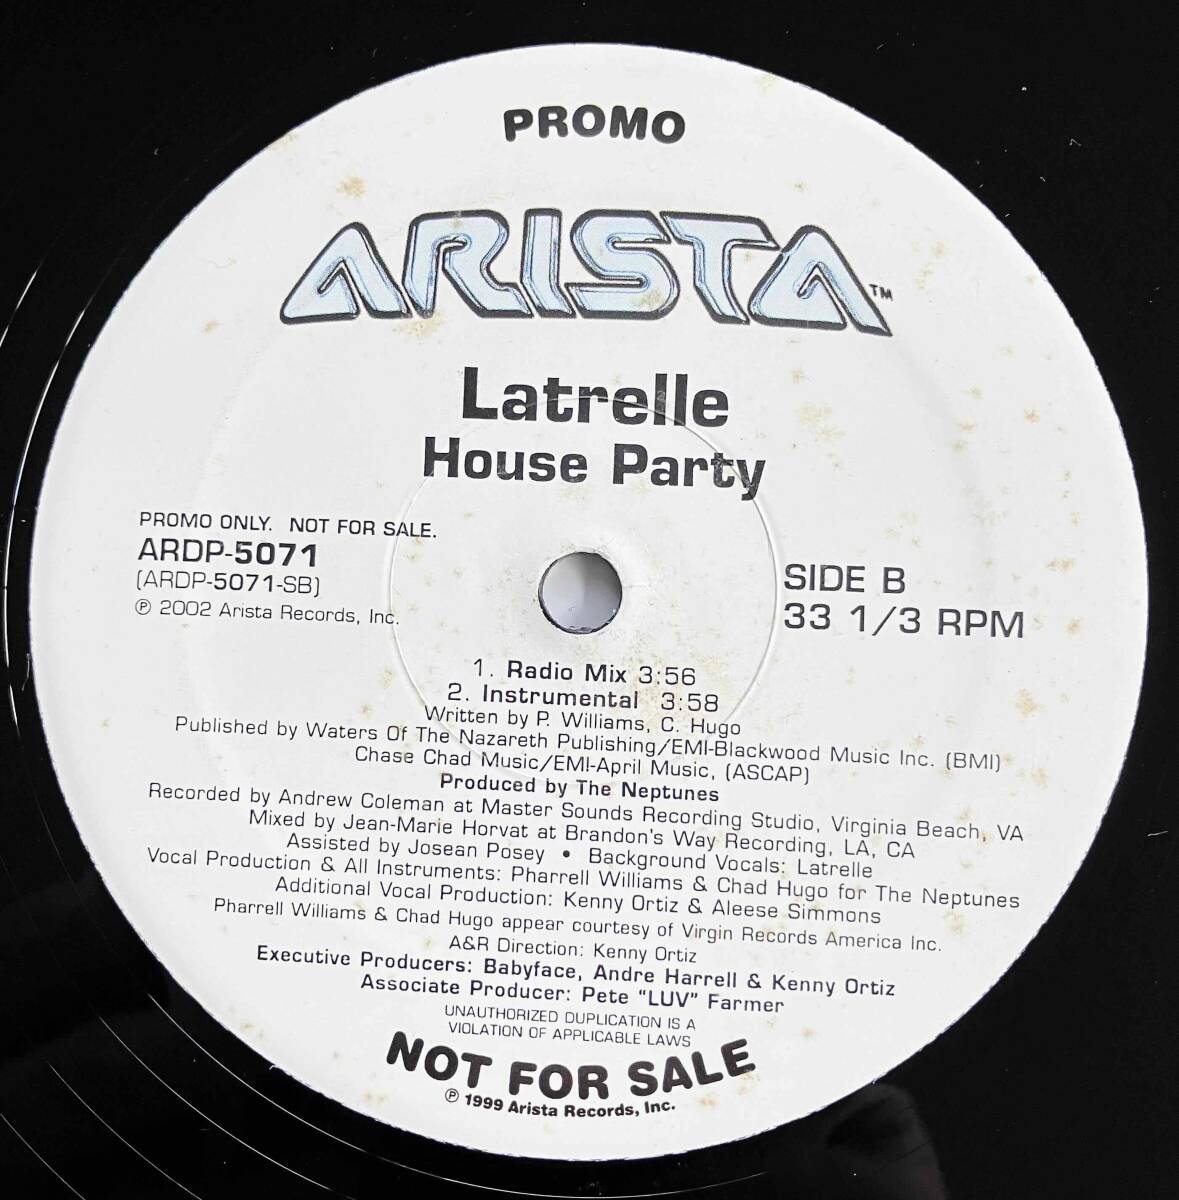 PROMO
ARISTA™
Latrelle
House Party
PROMO ONLY. NOT FOR SALE.
ARDP-5071
(ARDP-5071-SB)
℗ 2002 Arista Records, Inc.
SIDE B
33 1/3 RPM
1. Radio Mix 3:56
2. Instrumental 3:58
Written by P. Williams, C. Hugo
Published by Waters Of The Nazareth Publishing/EMI-Blackwood Music Inc. (BMI)
Chase Chad Music/EMI-April Music, (ASCAP)
Produced by The Neptunes
Recorded by Andrew Coleman at Master Sounds Recording Studio, Virginia Beach, VA
Mixed by Jean-Marie Horvat at Brandon's Way Recording, LA, CA
Assisted by Josean Posey • Background Vocals: Latrelle
Vocal Production & All Instruments: Pharrell Williams & Chad Hugo for The Neptunes
Additional Vocal Production: Kenny Ortiz & Aleese Simmons
Pharrell Williams & Chad Hugo appear courtesy of Virgin Records America Inc.
A&R Direction: Kenny Ortiz
Executive Producers: Babyface, Andre Harrell & Kenny Ortiz
Associate Producer: Pete "LUV" Farmer
UNAUTHORIZED DUPLICATION IS A
VIOLATION OF APPLICABLE LAWS
NOT FOR SALE
℗ 1999 Arista Records, Inc.